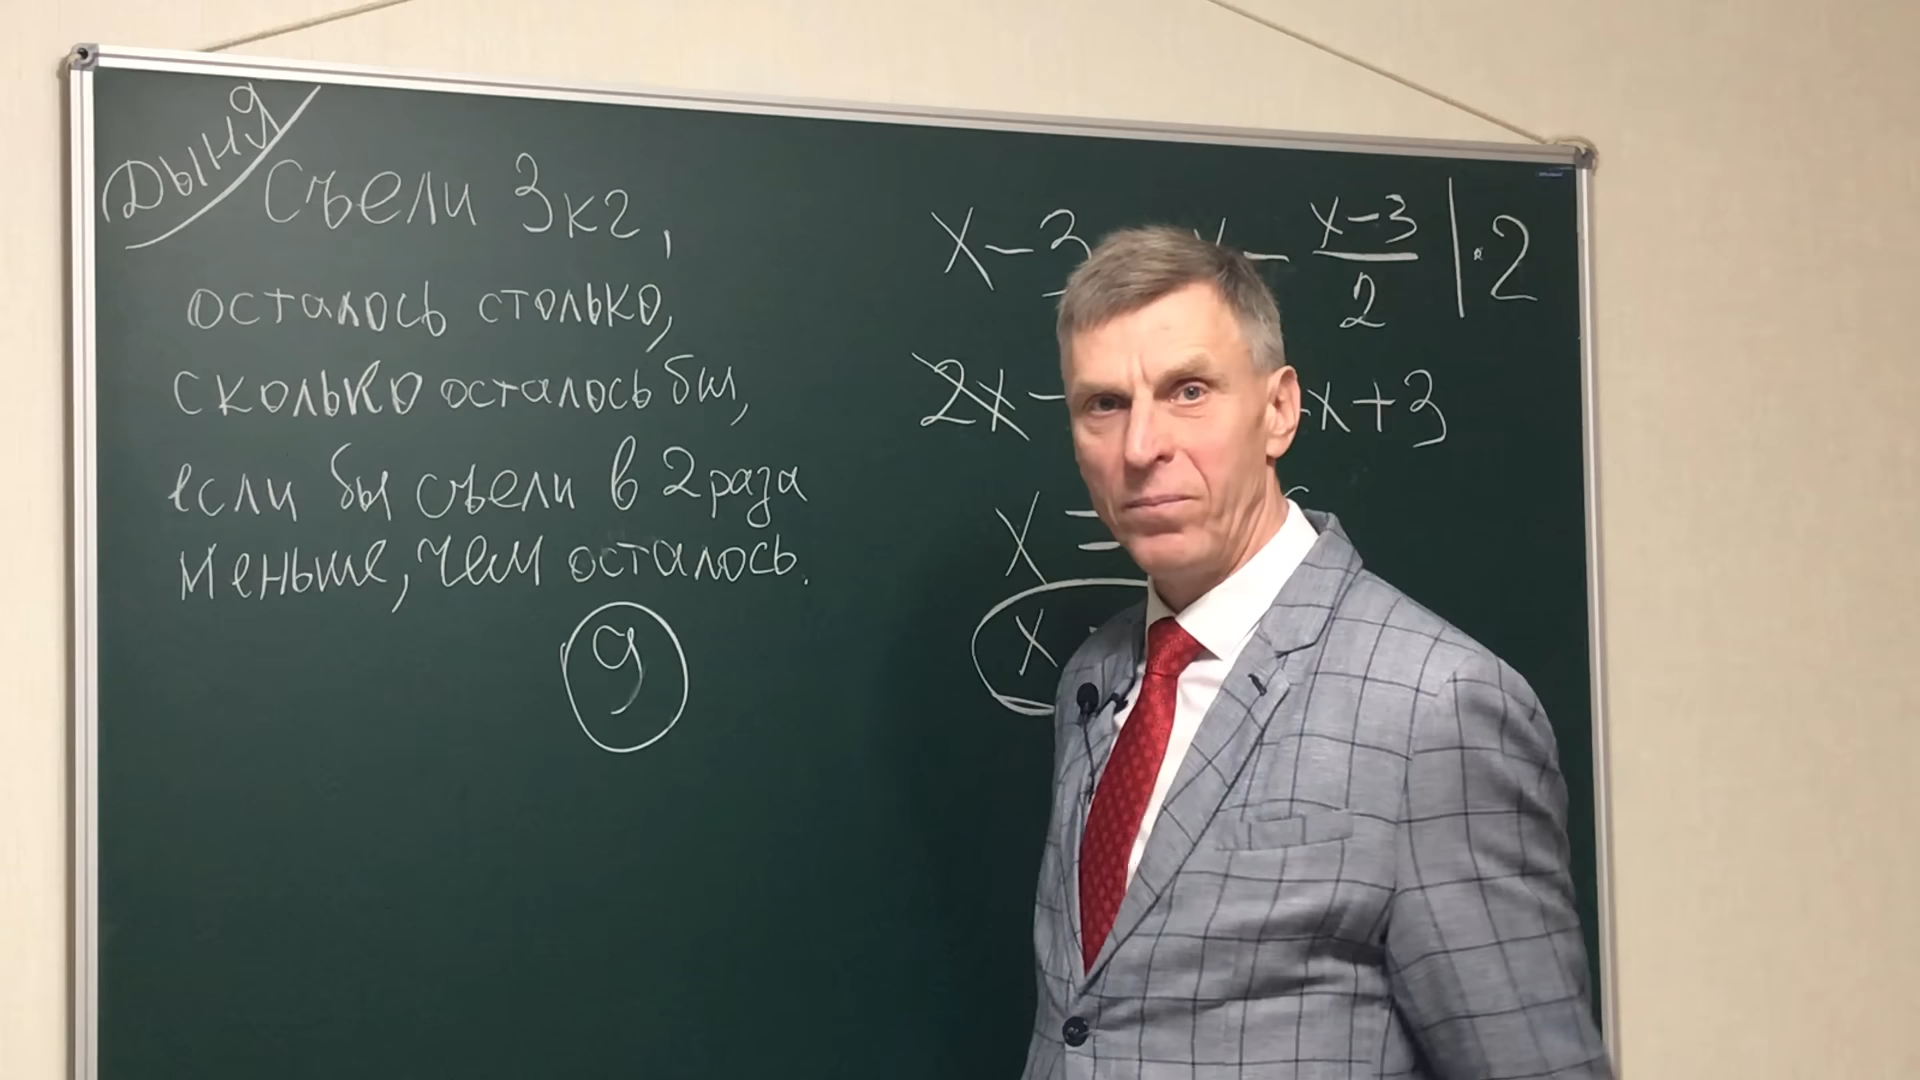 Дыня
Съели 3кг,
осталось столько,
сколько осталось бы,
если бы съели в 2 раза
меньше, чем осталось.
9
x-3 x - (x-3)/2 |·2
2x- -x+3
x =
x